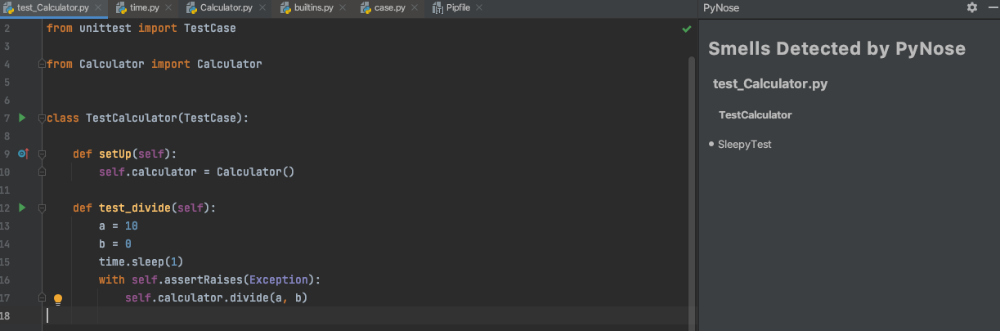 test_Calculator.py time.py Calculator.py builtins.py case.py Pipfile PyNose
2 from unittest import TestCase
3
4 from Calculator import Calculator
5
6
7 class TestCalculator(TestCase):
8
9 def setUp(self):
10 self.calculator = Calculator()
11
12 def test_divide(self):
13 a = 10
14 b = 0
15 time.sleep(1)
16 with self.assertRaises(Exception):
17 self.calculator.divide(a, b)
18
Smells Detected by PyNose
test_Calculator.py
TestCalculator
SleepyTest